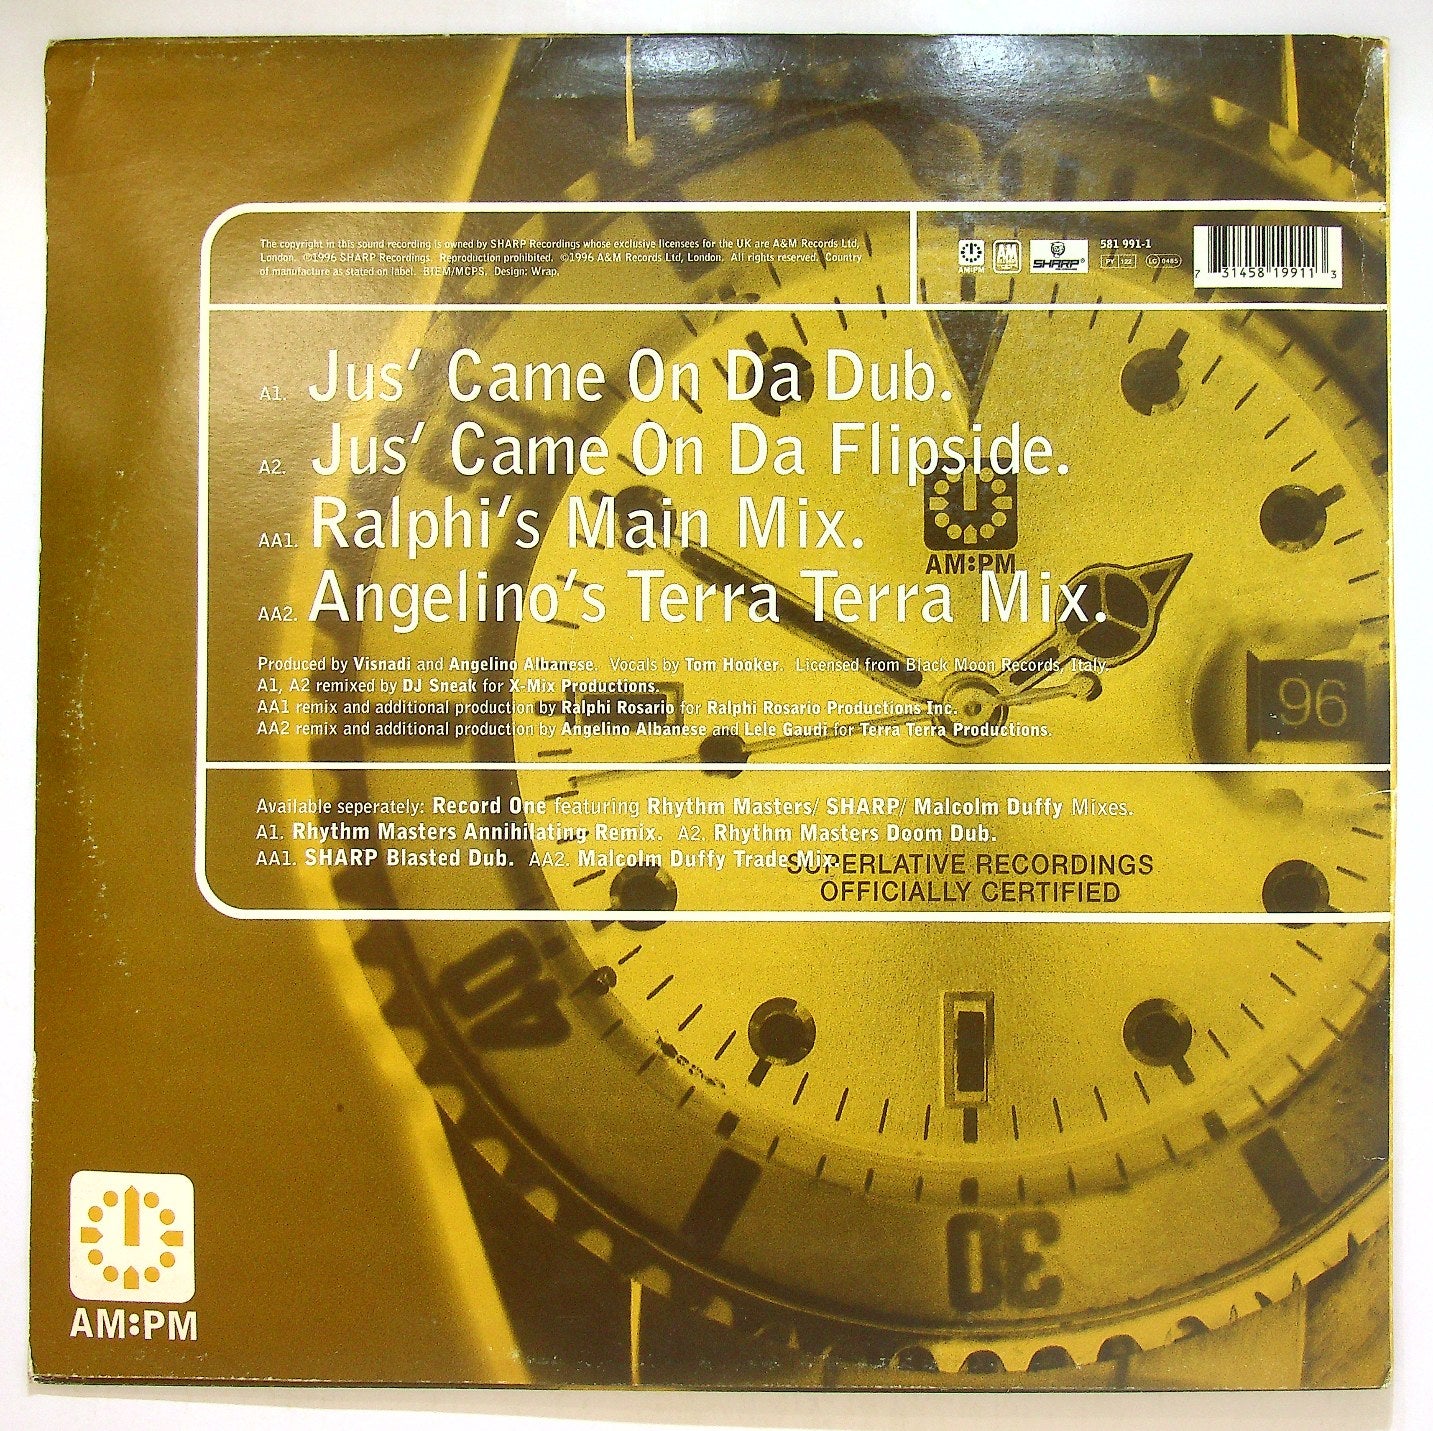 The copyright in this sound recording is owned by SHARP Recordings whose exclusive licensees for the UK are A&M Records Ltd,
London. ℗1996 SHARP Recordings. Reproduction prohibited. ©1996 A&M Records Ltd, London. All rights reserved. Country
of manufacture as stated on label. BIEM/MCPS. Design: Wrap.
AM:PM
AM
SHARP
581 991-1
PY 122
LC 0485
7 31458 19911 3
A1. Jus' Came On Da Dub.
A2. Jus' Came On Da Flipside.
AA1. Ralphi's Main Mix.
AM:PM
AA2. Angelino's Terra Terra Mix.
Produced by Visnadi and Angelino Albanese. Vocals by Tom Hooker. Licensed from Black Moon Records, Italy.
A1, A2 remixed by DJ Sneak for X-Mix Productions.
AA1 remix and additional production by Ralphi Rosario for Ralphi Rosario Productions Inc.
AA2 remix and additional production by Angelino Albanese and Lele Gaudi for Terra Terra Productions.
96
Available seperately: Record One featuring Rhythm Masters/ SHARP/ Malcolm Duffy Mixes.
A1. Rhythm Masters Annihilating Remix. A2. Rhythm Masters Doom Dub.
AA1. SHARP Blasted Dub. AA2. Malcolm Duffy Trade Mix.
SUPERLATIVE RECORDINGS
OFFICIALLY CERTIFIED
40
30
AM:PM